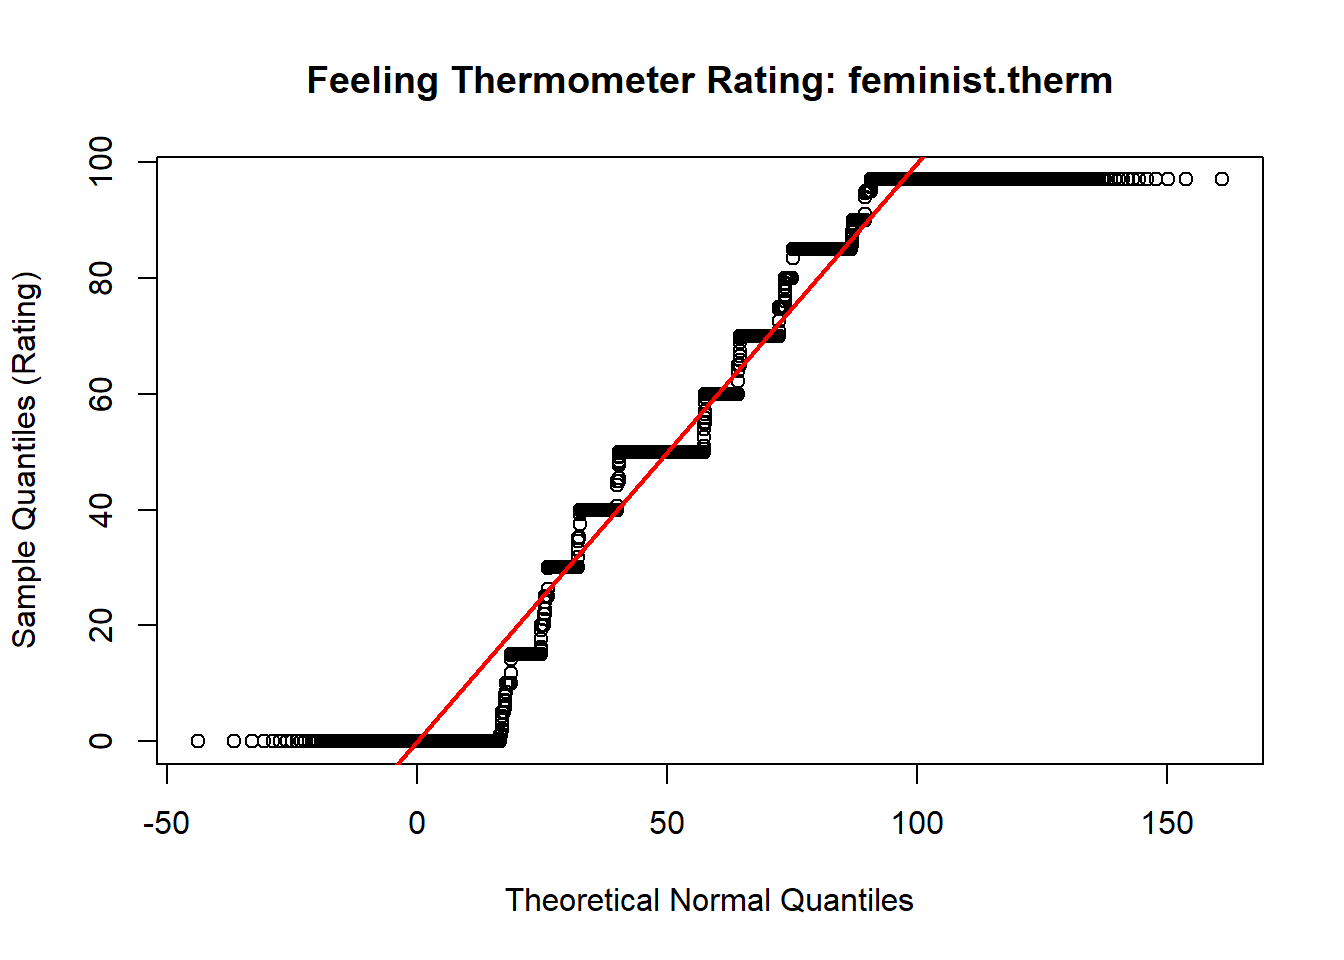 Feeling Thermometer Rating: feminist.therm
Sample Quantiles (Rating)
100
80
60
40
20
0
-50 0 50 100 150
Theoretical Normal Quantiles